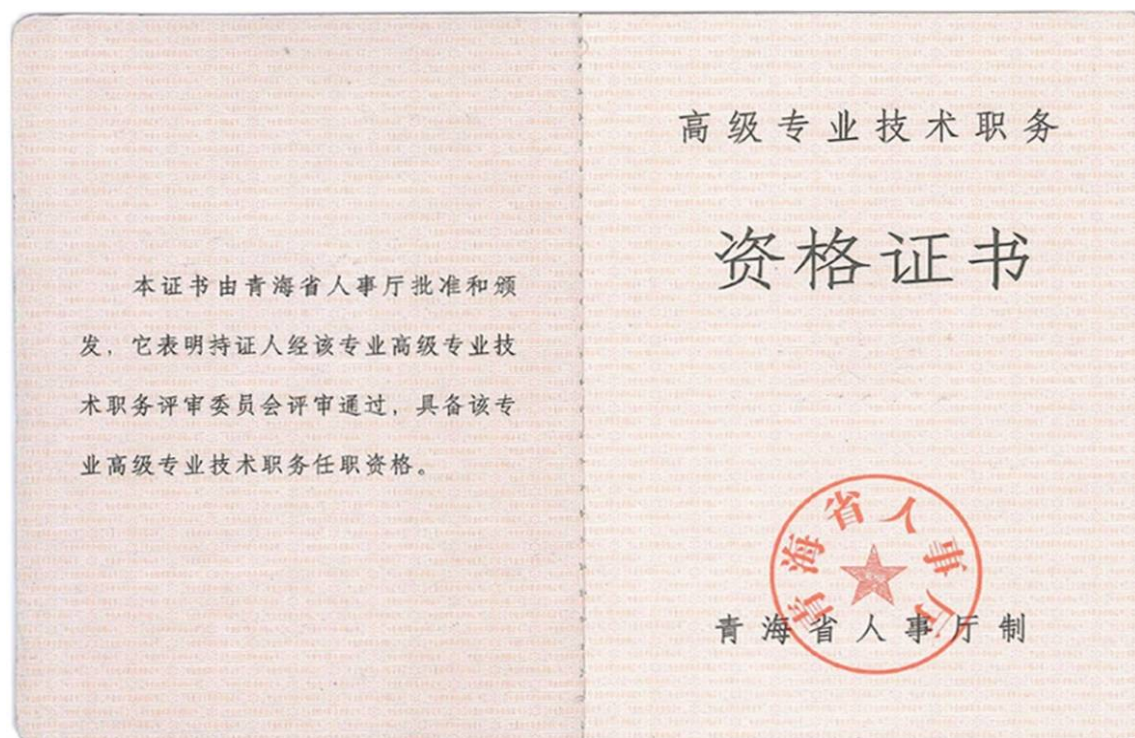 本证书由青海省人事厅批准和颁
发，它表明持证人经该专业高级专业技
术职务评审委员会评审通过，具备该专
业高级专业技术职务任职资格。
高级专业技术职务
资格证书
青海省人事厅
青海省人事厅制